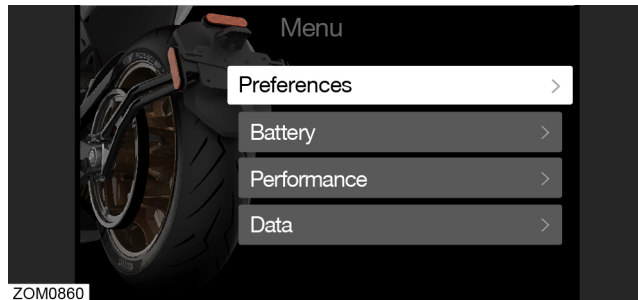 Menu
Preferences
Battery
Performance
Data
ZOM0860